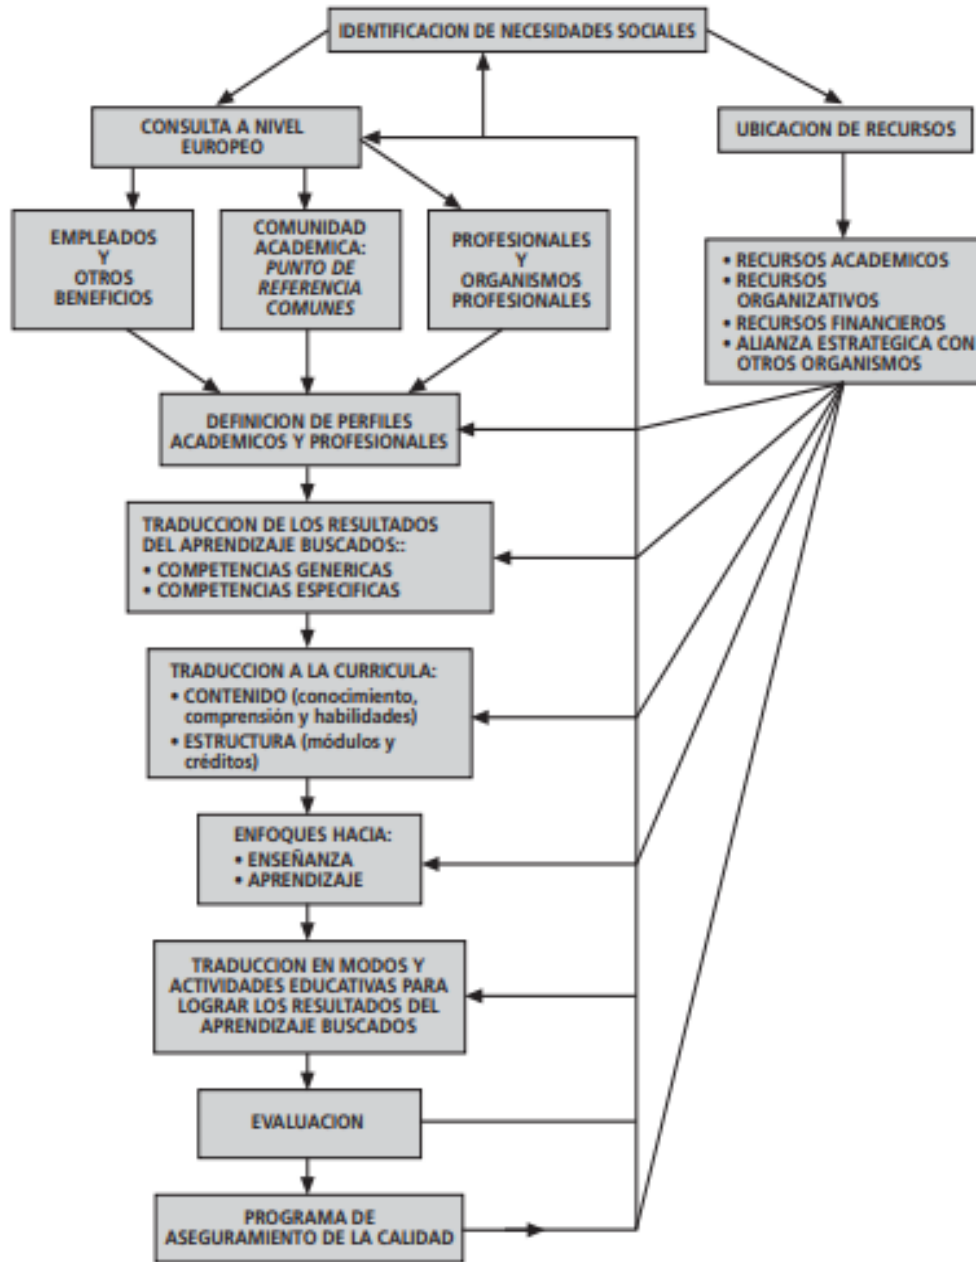 IDENTIFICACION DE NECESIDADES SOCIALES
CONSULTA A NIVEL
EUROPEO
UBICACION DE RECURSOS
EMPLEADOS
Y
OTROS
BENEFICIOS
COMUNIDAD
ACADEMICA:
PUNTO DE
REFERENCIA
COMUNES
PROFESIONALES
Y
ORGANISMOS
PROFESIONALES
• RECURSOS ACADEMICOS
• RECURSOS
ORGANIZATIVOS
• RECURSOS FINANCIEROS
• ALIANZA ESTRATEGICA CON
OTROS ORGANISMOS
DEFINICION DE PERFILES
ACADEMICOS Y PROFESIONALES
TRADUCCION DE LOS RESULTADOS
DEL APRENDIZAJE BUSCADOS::
• COMPETENCIAS GENERICAS
• COMPETENCIAS ESPECIFICAS
TRADUCCION A LA CURRICULA:
• CONTENIDO (conocimiento,
comprensión y habilidades)
• ESTRUCTURA (módulos y
créditos)
ENFOQUES HACIA:
• ENSEÑANZA
• APRENDIZAJE
TRADUCCION EN MODOS Y
ACTIVIDADES EDUCATIVAS PARA
LOGRAR LOS RESULTADOS DEL
APRENDIZAJE BUSCADOS
EVALUACION
PROGRAMA DE
ASEGURAMIENTO DE LA CALIDAD